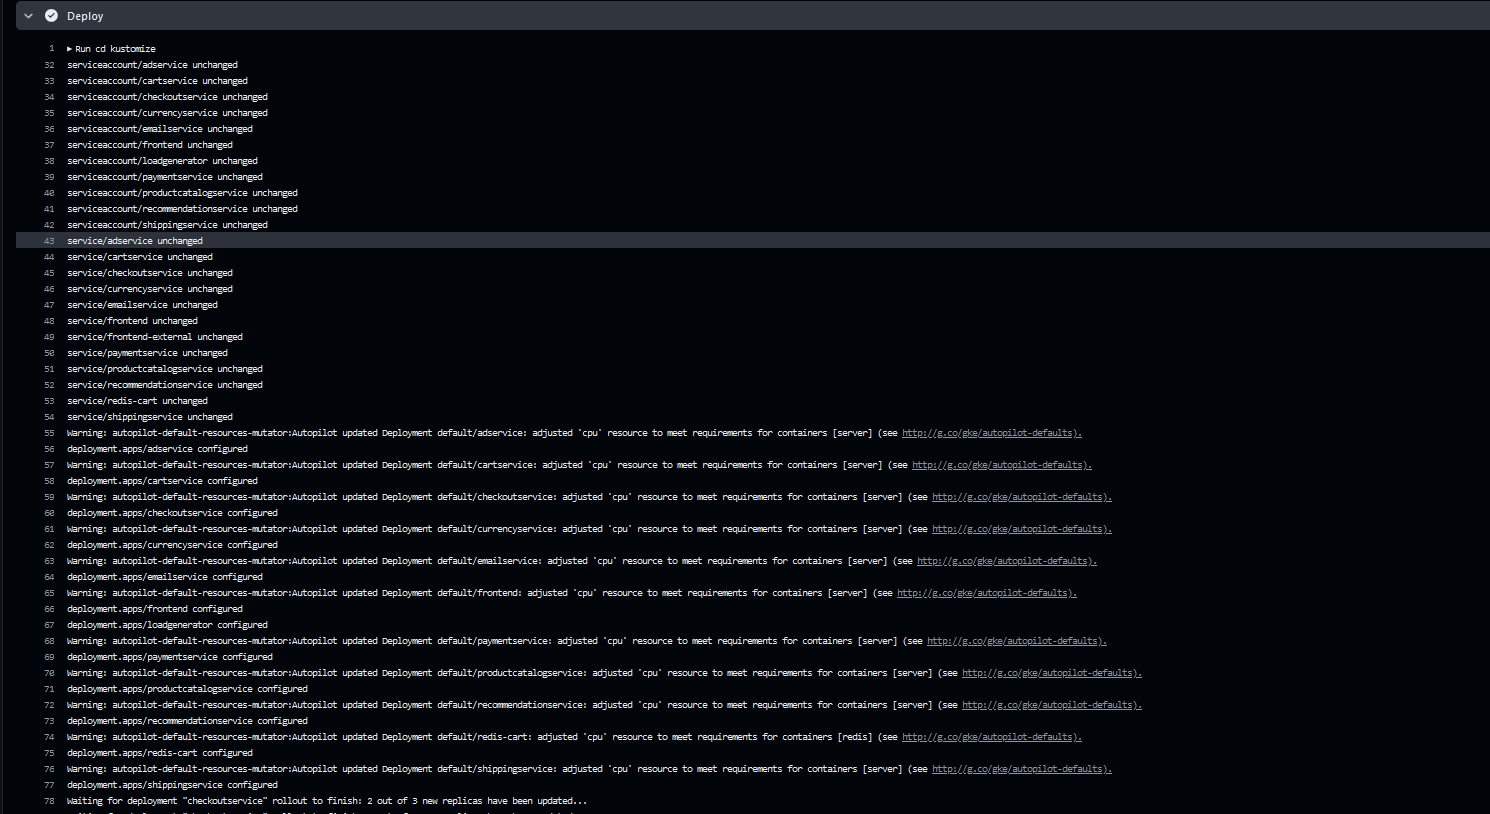 Deploy
1 Run cd kustomize
32 serviceaccount/adservice unchanged
33 serviceaccount/cartservice unchanged
34 serviceaccount/checkoutservice unchanged
35 serviceaccount/currencyservice unchanged
36 serviceaccount/emailservice unchanged
37 serviceaccount/frontend unchanged
38 serviceaccount/loadgenerator unchanged
39 serviceaccount/paymentservice unchanged
40 serviceaccount/productcatalogservice unchanged
41 serviceaccount/recommendationservice unchanged
42 serviceaccount/shippingservice unchanged
43 service/adservice unchanged
44 service/cartservice unchanged
45 service/checkoutservice unchanged
46 service/currencyservice unchanged
47 service/emailservice unchanged
48 service/frontend unchanged
49 service/frontend-external unchanged
50 service/paymentservice unchanged
51 service/productcatalogservice unchanged
52 service/recommendationservice unchanged
53 service/redis-cart unchanged
54 service/shippingservice unchanged
55 Warning: autopilot-default-resources-mutator:Autopilot updated Deployment default/adservice: adjusted 'cpu' resource to meet requirements for containers [server] (see http://g.co/gke/autopilot-defaults).
56 deployment.apps/adservice configured
57 Warning: autopilot-default-resources-mutator:Autopilot updated Deployment default/cartservice: adjusted 'cpu' resource to meet requirements for containers [server] (see http://g.co/gke/autopilot-defaults).
58 deployment.apps/cartservice configured
59 Warning: autopilot-default-resources-mutator:Autopilot updated Deployment default/checkoutservice: adjusted 'cpu' resource to meet requirements for containers [server] (see http://g.co/gke/autopilot-defaults).
60 deployment.apps/checkoutservice configured
61 Warning: autopilot-default-resources-mutator:Autopilot updated Deployment default/currencyservice: adjusted 'cpu' resource to meet requirements for containers [server] (see http://g.co/gke/autopilot-defaults).
62 deployment.apps/currencyservice configured
63 Warning: autopilot-default-resources-mutator:Autopilot updated Deployment default/emailservice: adjusted 'cpu' resource to meet requirements for containers [server] (see http://g.co/gke/autopilot-defaults).
64 deployment.apps/emailservice configured
65 Warning: autopilot-default-resources-mutator:Autopilot updated Deployment default/frontend: adjusted 'cpu' resource to meet requirements for containers [server] (see http://g.co/gke/autopilot-defaults).
66 deployment.apps/frontend configured
67 deployment.apps/loadgenerator configured
68 Warning: autopilot-default-resources-mutator:Autopilot updated Deployment default/paymentservice: adjusted 'cpu' resource to meet requirements for containers [server] (see http://g.co/gke/autopilot-defaults).
69 deployment.apps/paymentservice configured
70 Warning: autopilot-default-resources-mutator:Autopilot updated Deployment default/productcatalogservice: adjusted 'cpu' resource to meet requirements for containers [server] (see http://g.co/gke/autopilot-defaults).
71 deployment.apps/productcatalogservice configured
72 Warning: autopilot-default-resources-mutator:Autopilot updated Deployment default/recommendationservice: adjusted 'cpu' resource to meet requirements for containers [server] (see http://g.co/gke/autopilot-defaults).
73 deployment.apps/recommendationservice configured
74 Warning: autopilot-default-resources-mutator:Autopilot updated Deployment default/redis-cart: adjusted 'cpu' resource to meet requirements for containers [redis] (see http://g.co/gke/autopilot-defaults).
75 deployment.apps/redis-cart configured
76 Warning: autopilot-default-resources-mutator:Autopilot updated Deployment default/shippingservice: adjusted 'cpu' resource to meet requirements for containers [server] (see http://g.co/gke/autopilot-defaults).
77 deployment.apps/shippingservice configured
78 Waiting for deployment "checkoutservice" rollout to finish: 2 out of 3 new replicas have been updated...